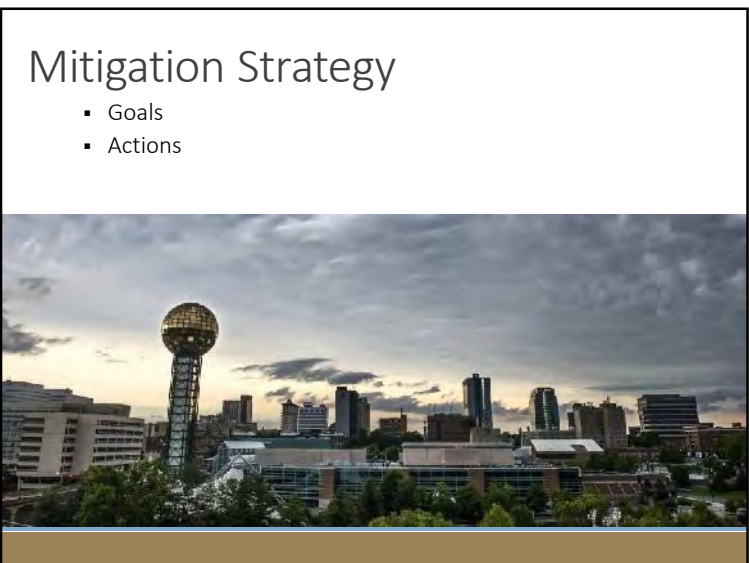 Mitigation Strategy
▪ Goals
▪ Actions